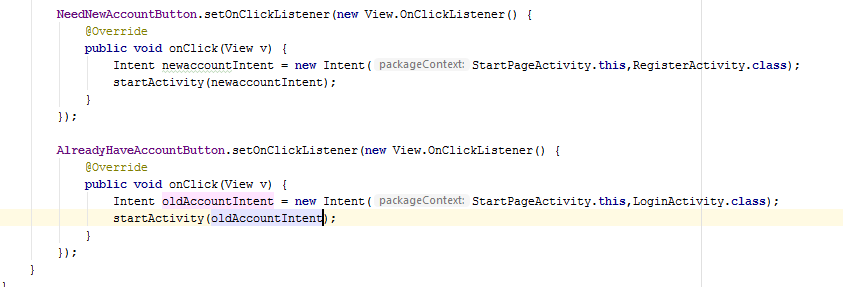 NeedNewAccountButton.setOnClickListener(new View.OnClickListener() {
@Override
public void onClick(View v) {
Intent newaccountIntent = new Intent( packageContext: StartPageActivity.this,RegisterActivity.class);
startActivity(newaccountIntent);
}
});
AlreadyHaveAccountButton.setOnClickListener(new View.OnClickListener() {
@Override
public void onClick(View v) {
Intent oldAccountIntent = new Intent( packageContext: StartPageActivity.this,LoginActivity.class);
startActivity(oldAccountIntent);
}
});
}
}